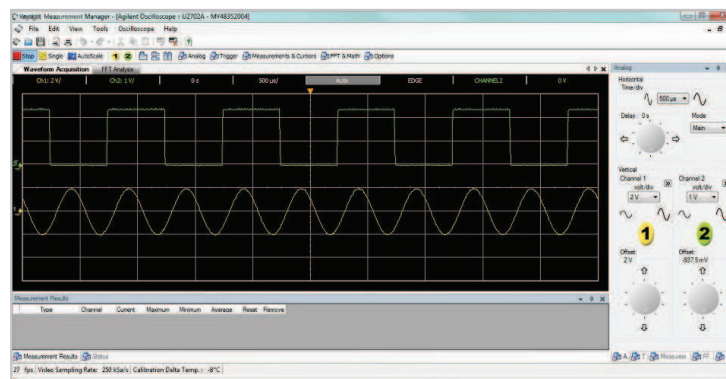 Keysight Measurement Manager - [Agilent Oscilloscope : U2702A - MY48352004]
File Edit View Tools Oscilloscope Help
Stop Single AutoScale 1 2 Analog Trigger Measurements & Cursors FFT & Math Options
Waveform Acquisition FFT Analysis
Ch1: 2 V/ Ch2: 1 V/ 0 s 500 µs/ Auto EDGE CHANNEL2 0 V
Analog
Horizontal
Time/div
500 µs
Delay : 0 s Mode
Main
Vertical
Channel 1 Channel 2
volt/div volt/div
2 V 1 V
1 2
Offset: Offset:
2 V -937.5 mV
Measurement Results
Type Channel Current Maximum Minimum Average Reset Remove
Measurement Results Status
A. T Measurem. FF
27 fps Video Sampling Rate: 250 kSa/s Calibration Delta Temp. : -8°C